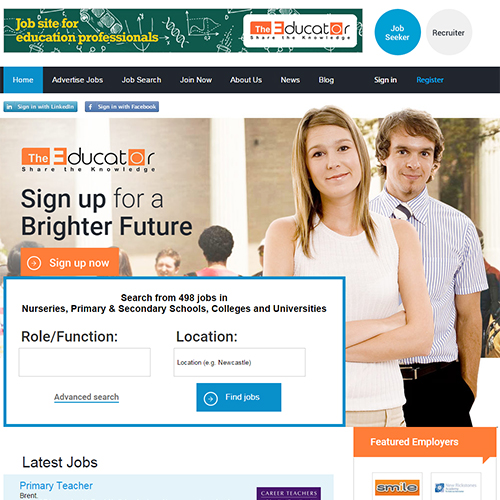 Job site for
education professionals
The Educator
Share the Knowledge
Job
Seeker
Recruiter
Home
Advertise Jobs
Job Search
Join Now
About Us
News
Blog
Sign in
Register
in Sign in with LinkedIn
f Sign in with Facebook
The Educator
Share the Knowledge
Sign up for a
Brighter Future
Sign up now
Search from 498 jobs in
Nurseries, Primary & Secondary Schools, Colleges and Universities
Role/Function:
Location:
Location (e.g. Newcastle)
Advanced search
Find jobs
Latest Jobs
Featured Employers
Primary Teacher
Brent.
CAREER TEACHERS
smile